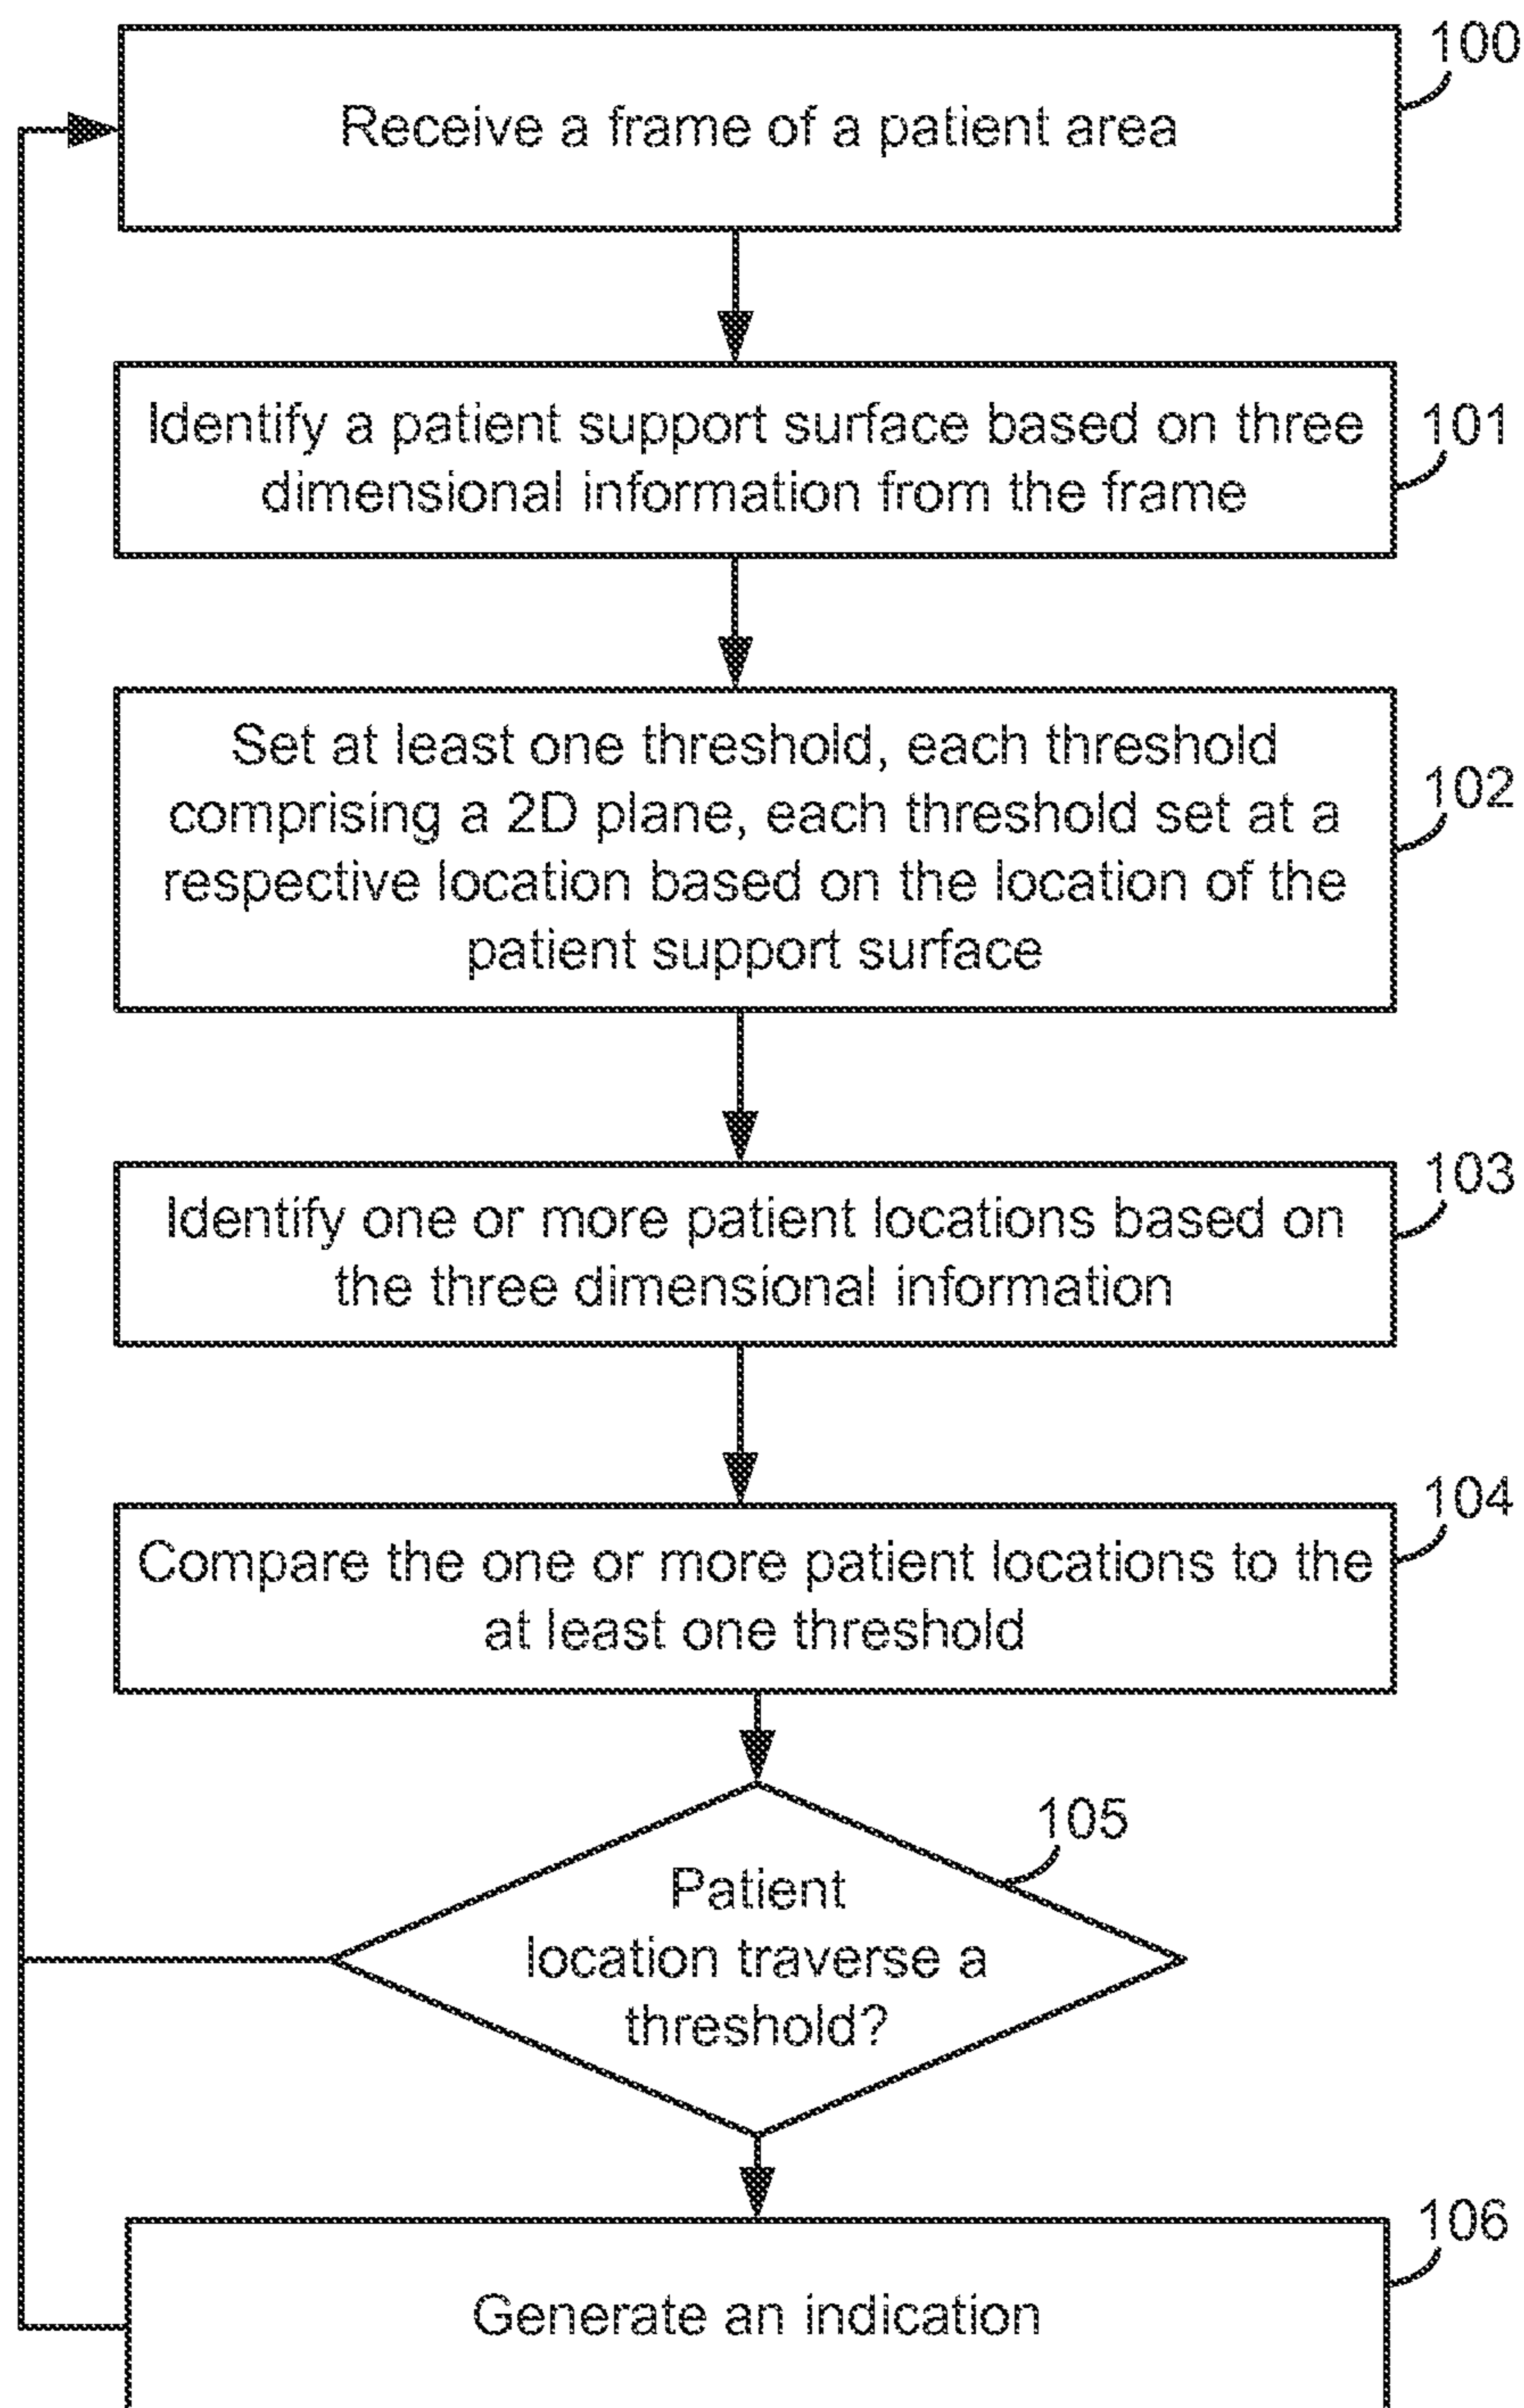 100
Receive a frame of a patient area
Identify a patient support surface based on three
dimensional information from the frame
101
Set at least one threshold, each threshold
comprising a 2D plane, each threshold set at a
respective location based on the location of the
patient support surface
102
Identify one or more patient locations based on
the three dimensional information
103
Compare the one or more patient locations to the
at least one threshold
104
Patient
location traverse a
threshold?
105
Generate an indication
106